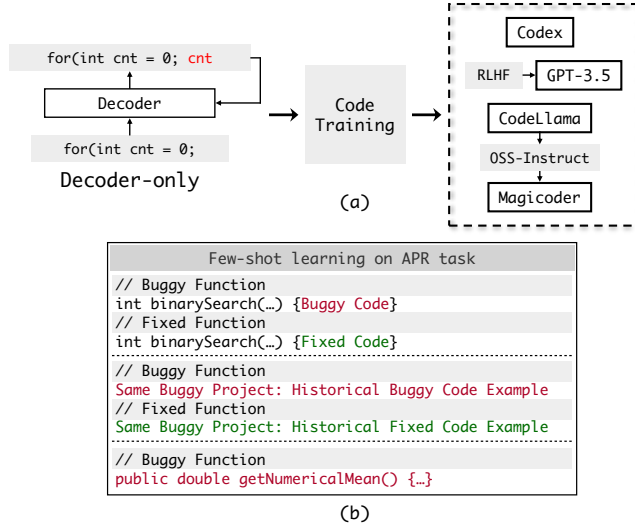 for(int cnt = 0; cnt
Decoder
for(int cnt = 0;
Decoder-only
Code
Training
Codex
RLHF
GPT-3.5
CodeLlama
OSS-Instruct
Magicoder
(a)
Few-shot learning on APR task
// Buggy Function
int binarySearch(…) {Buggy Code}
// Fixed Function
int binarySearch(…) {Fixed Code}
// Buggy Function
Same Buggy Project: Historical Buggy Code Example
// Fixed Function
Same Buggy Project: Historical Fixed Code Example
// Buggy Function
public double getNumericalMean() {…}
(b)